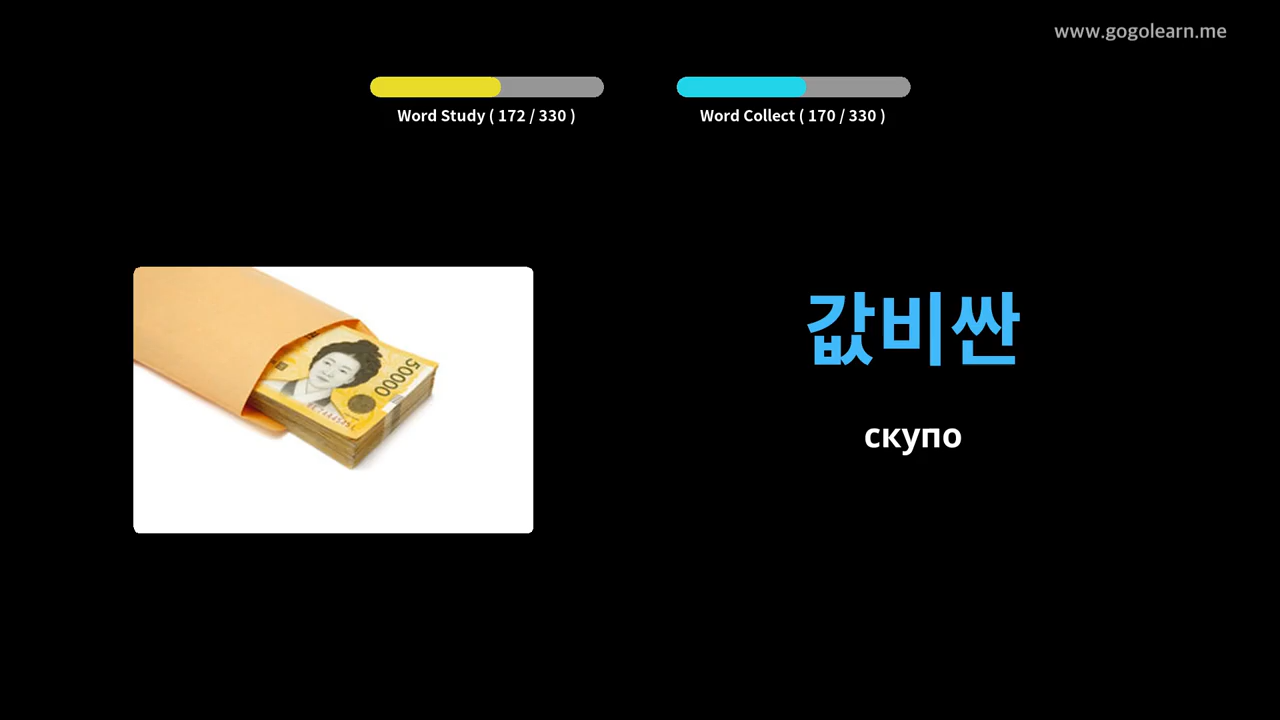 www.gogolearn.me
Word Study ( 172 / 330 )
Word Collect ( 170 / 330 )
50000
값비싼
скупо